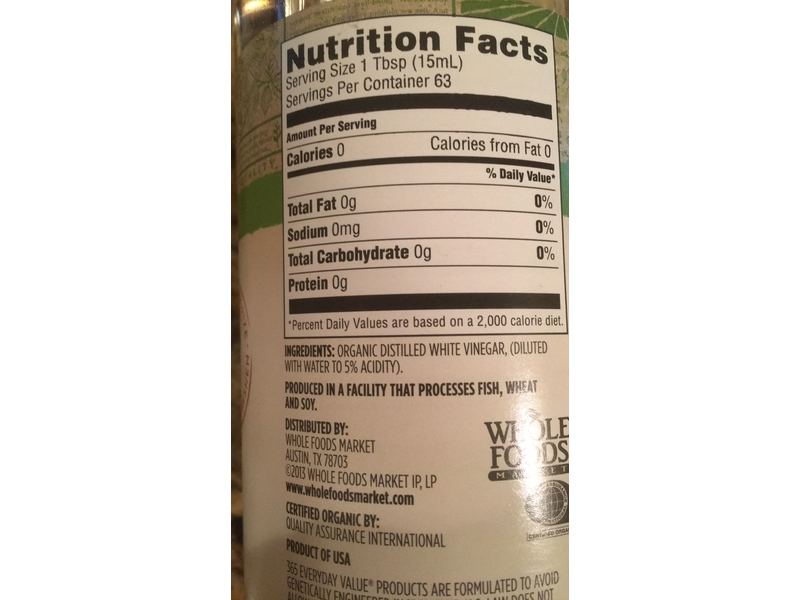 Nutrition Facts
Serving Size 1 Tbsp (15mL)
Servings Per Container 63
Amount Per Serving
Calories 0 Calories from Fat 0
% Daily Value*
Total Fat 0g 0%
Sodium 0mg 0%
Total Carbohydrate 0g 0%
Protein 0g
*Percent Daily Values are based on a 2,000 calorie diet.
INGREDIENTS: ORGANIC DISTILLED WHITE VINEGAR, (DILUTED
WITH WATER TO 5% ACIDITY).
PRODUCED IN A FACILITY THAT PROCESSES FISH, WHEAT
AND SOY.
DISTRIBUTED BY:
WHOLE FOODS MARKET
AUSTIN, TX 78703
©2013 WHOLE FOODS MARKET IP, LP
www.wholefoodsmarket.com
CERTIFIED ORGANIC BY:
QUALITY ASSURANCE INTERNATIONAL
PRODUCT OF USA
WHOLE
FOODS
MARKET
365 EVERYDAY VALUE® PRODUCTS ARE FORMULATED TO AVOID
GENETICALLY ENGINEERED
LAW DOES NOT